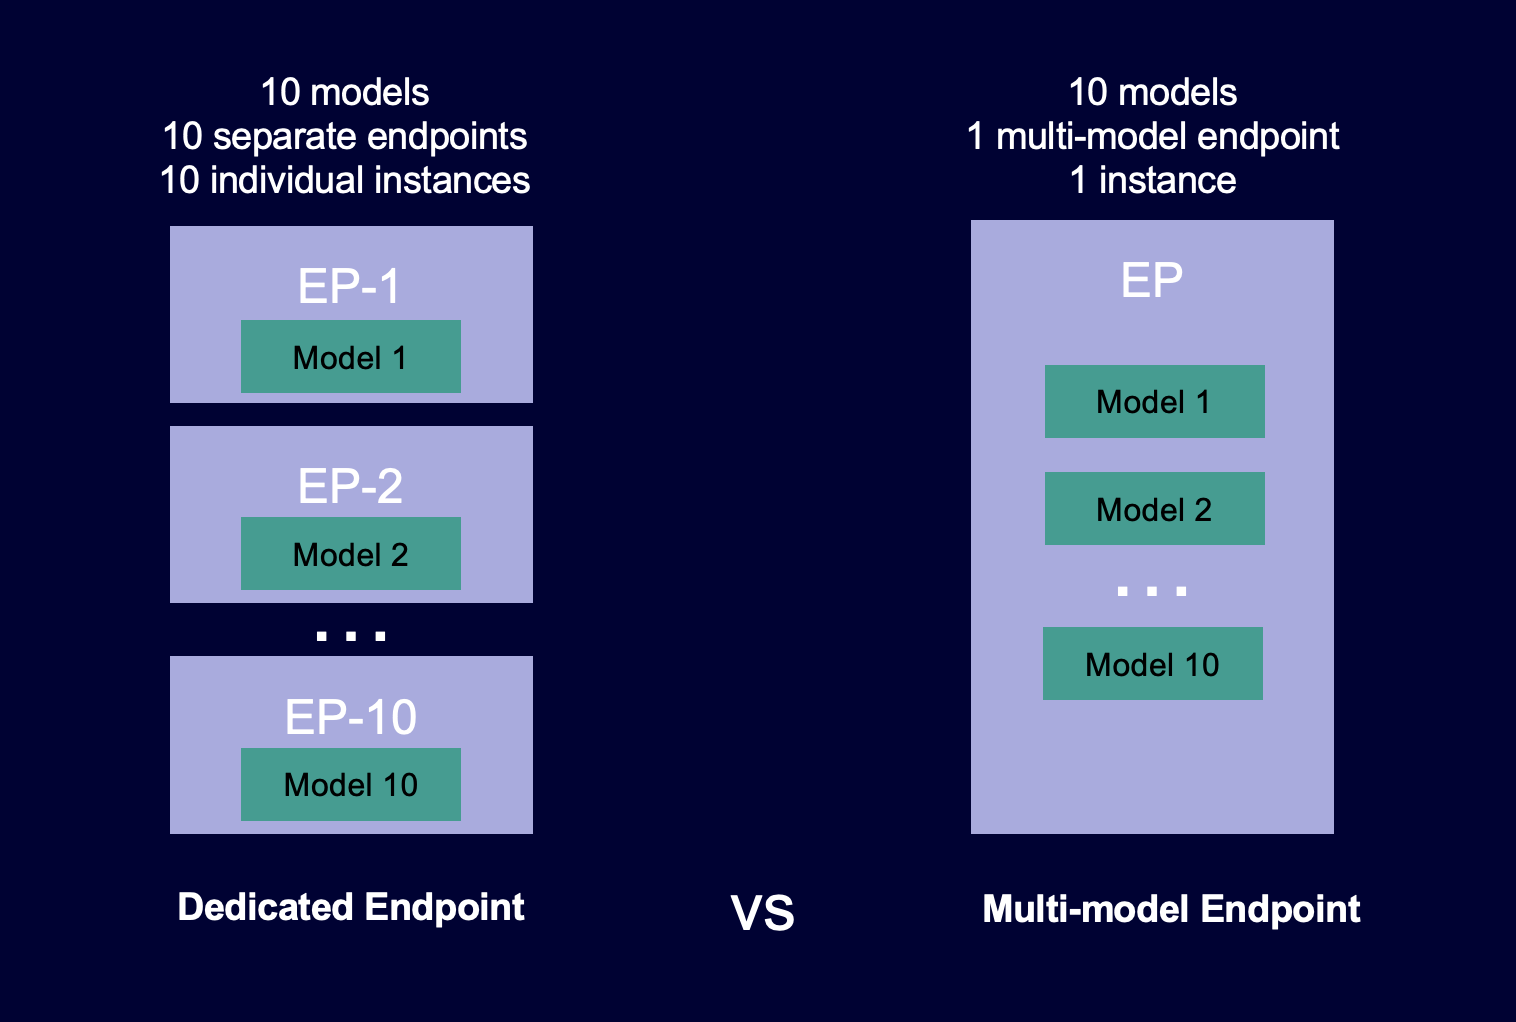 10 models
10 separate endpoints
10 individual instances
EP-1
Model 1
EP-2
Model 2
...
EP-10
Model 10
Dedicated Endpoint
VS
10 models
1 multi-model endpoint
1 instance
EP
Model 1
Model 2
...
Model 10
Multi-model Endpoint